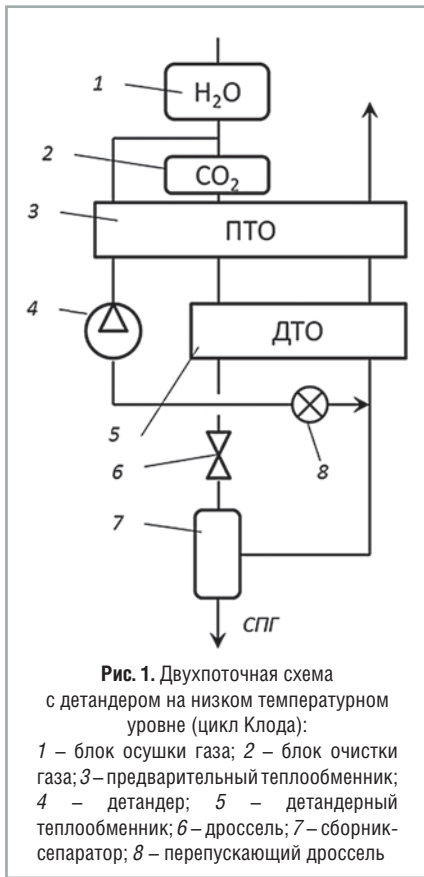 1
H₂O
2
CO₂
3
ПТО
4
ДТО
5
8
6
7
СПГ
Рис. 1. Двухпоточная схема
с детандером на низком температурном
уровне (цикл Клода):
1 – блок осушки газа; 2 – блок очистки
газа; 3 – предварительный теплообменник;
4 – детандер; 5 – детандерный
теплообменник; 6 – дроссель; 7 – сборник-
сепаратор; 8 – перепускающий дроссель